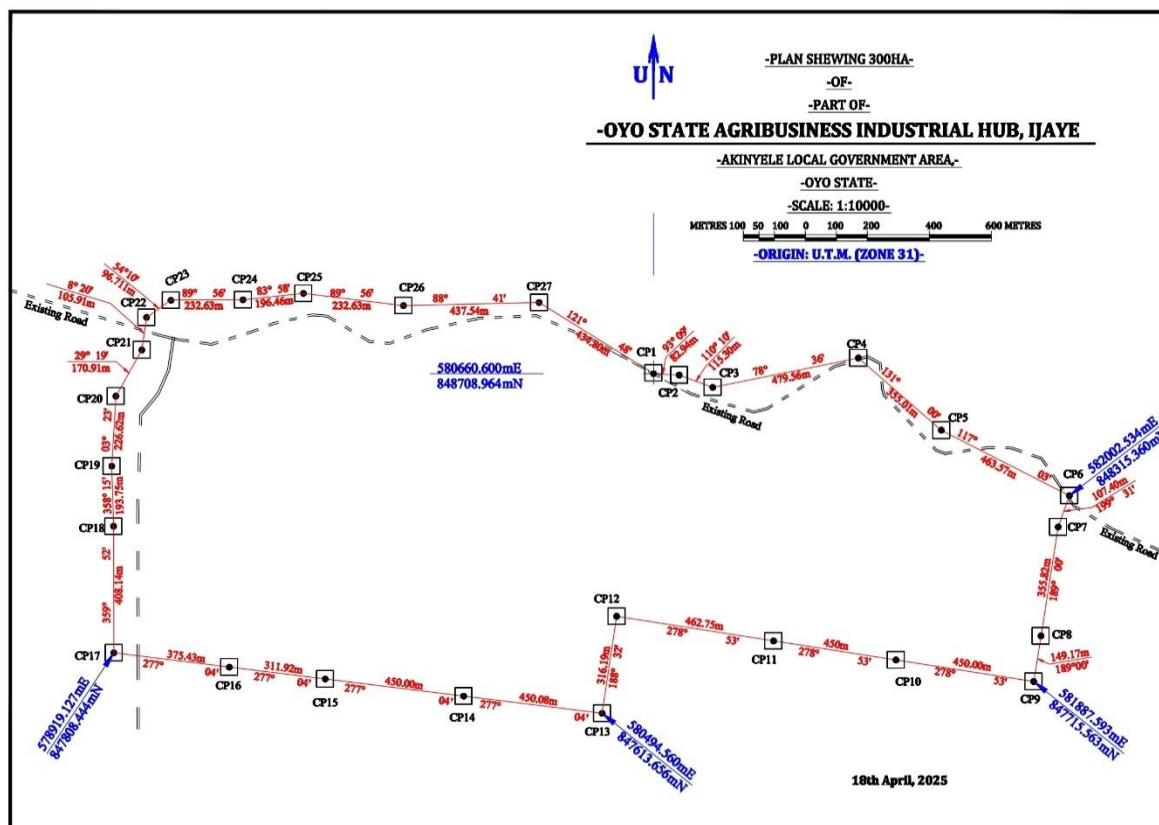 U N
-PLAN SHEWING 300HA-
-OF-
-PART OF-
-OYO STATE AGRIBUSINESS INDUSTRIAL HUB, IJAYE
-AKINYELE LOCAL GOVERNMENT AREA,-
-OYO STATE-
-SCALE: 1:10000-
METRES 100 50 100 0 100 200 400 600 METRES
-ORIGIN: U.T.M. (ZONE 31)-
54°10'
96.711m
8° 20'
105.91m
CP22
CP23
89° 56'
232.63m
CP24
83° 58'
196.46m
CP25
89° 56'
232.63m
CP26
88° 41'
437.54m
CP27
121° 48'
434.80m
Existing Road
CP21
29° 19'
170.91m
CP20
580660.600mE
848708.964mN
CP1
93° 09'
82.94m
CP2
110° 10'
115.30m
CP3
78° 36'
479.56m
CP4
Existing Road
131° 00'
355.01m
CP5
117° 03'
463.57m
582002.534mE
848315.360mN
CP6
107.40m
199° 31'
CP7
Existing Road
03° 23'
226.62m
CP19
358° 15'
193.75m
CP18
359° 52'
408.14m
CP17
578919.127mE
847808.444mN
375.43m
277° 04'
CP16
311.92m
277° 04'
CP15
450.00m
277° 04'
CP14
450.08m
277° 04'
CP13
580494.560mE
847613.656mN
316.19m
188° 32'
CP12
462.75m
278° 53'
CP11
450m
278° 53'
CP10
450.00m
278° 53'
CP9
581887.593mE
847715.563mN
355.82m
189° 00'
CP8
149.17m
189°00'
18th April, 2025